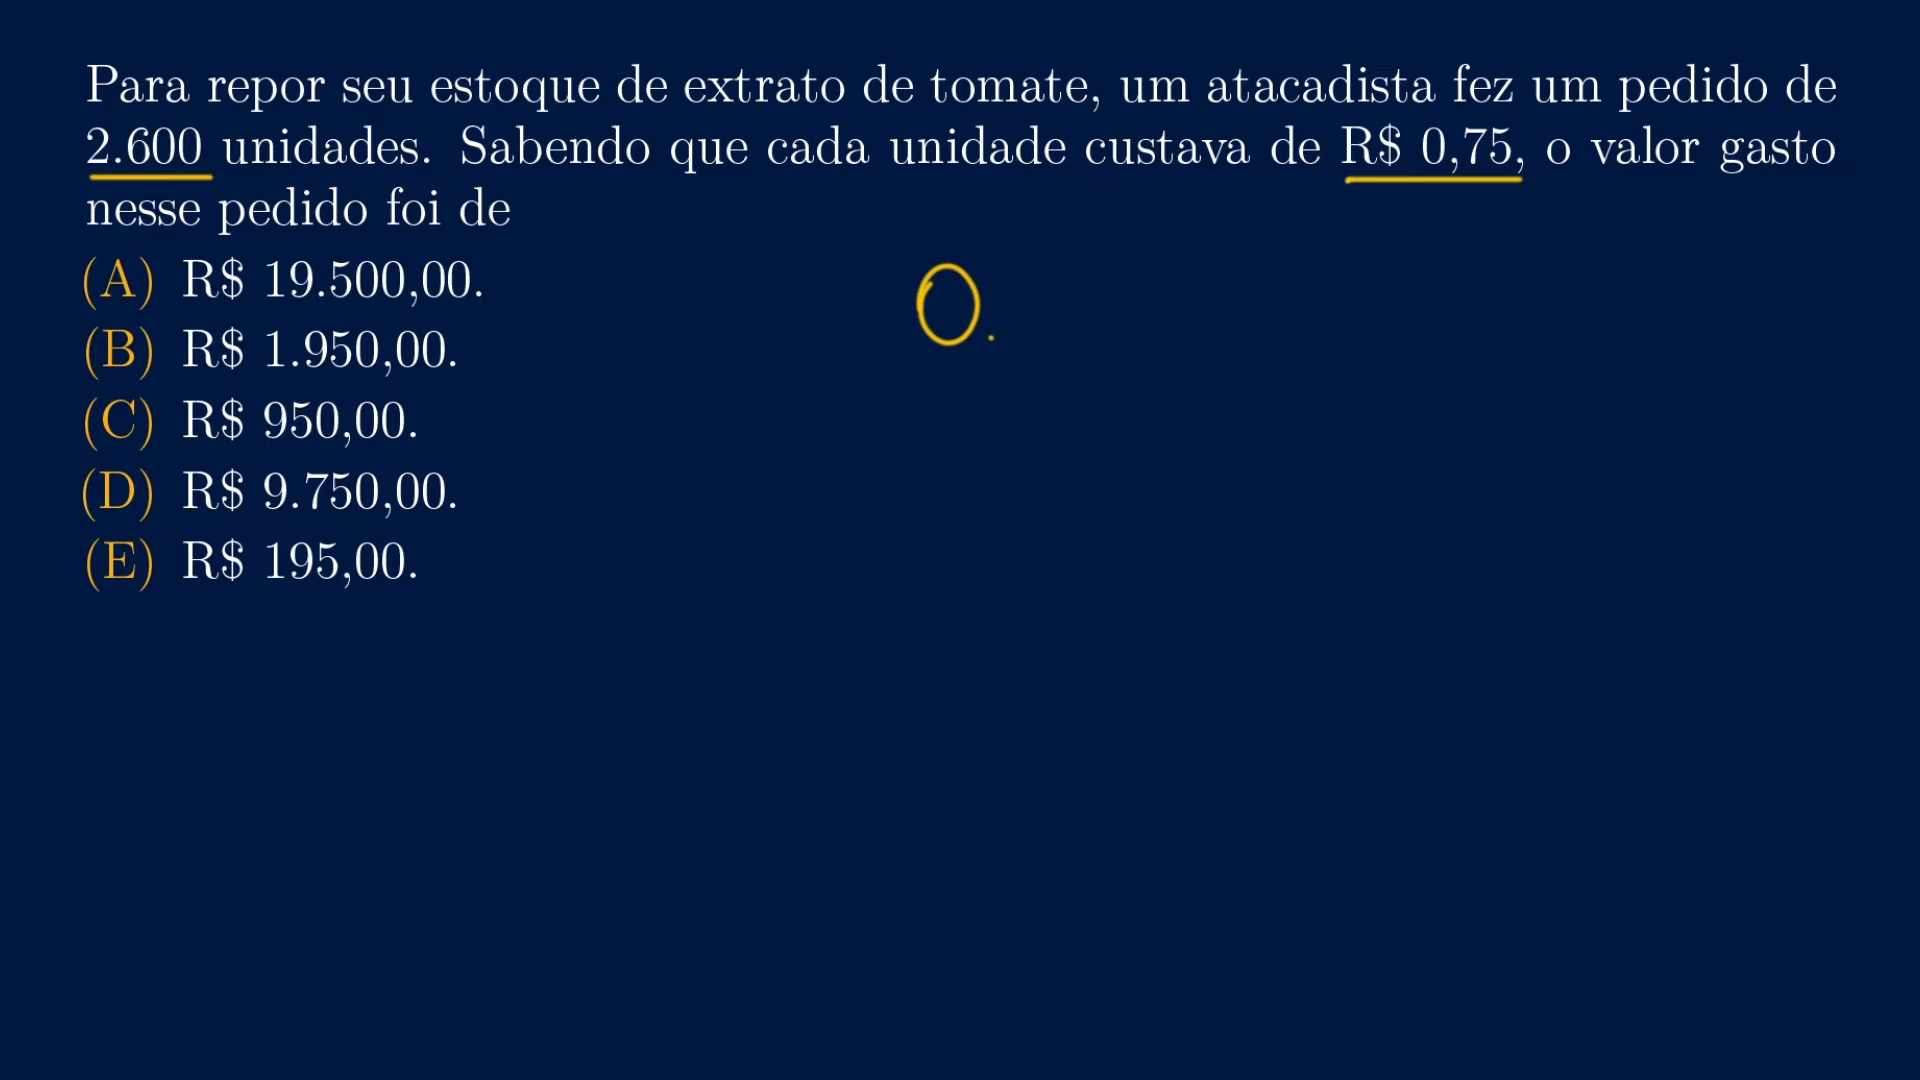 Para repor seu estoque de extrato de tomate, um atacadista fez um pedido de
2.600 unidades. Sabendo que cada unidade custava de R$ 0,75, o valor gasto
nesse pedido foi de
(A) R$ 19.500,00.
(B) R$ 1.950,00.
(C) R$ 950,00.
(D) R$ 9.750,00.
(E) R$ 195,00.
0.